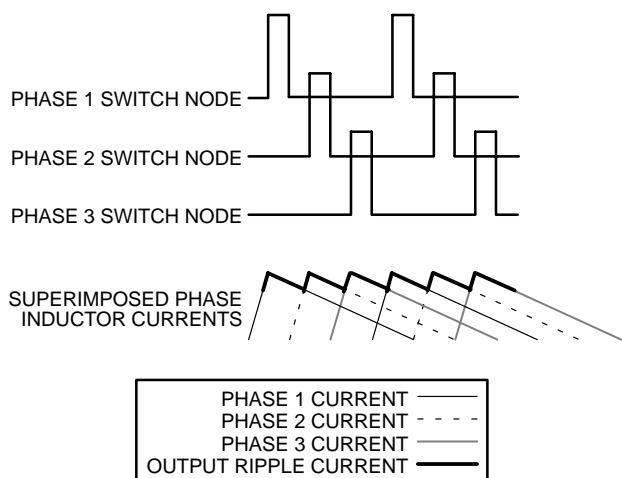 PHASE 1 SWITCH NODE
PHASE 2 SWITCH NODE
PHASE 3 SWITCH NODE
SUPERIMPOSED PHASE
INDUCTOR CURRENTS
PHASE 1 CURRENT
PHASE 2 CURRENT
PHASE 3 CURRENT
OUTPUT RIPPLE CURRENT